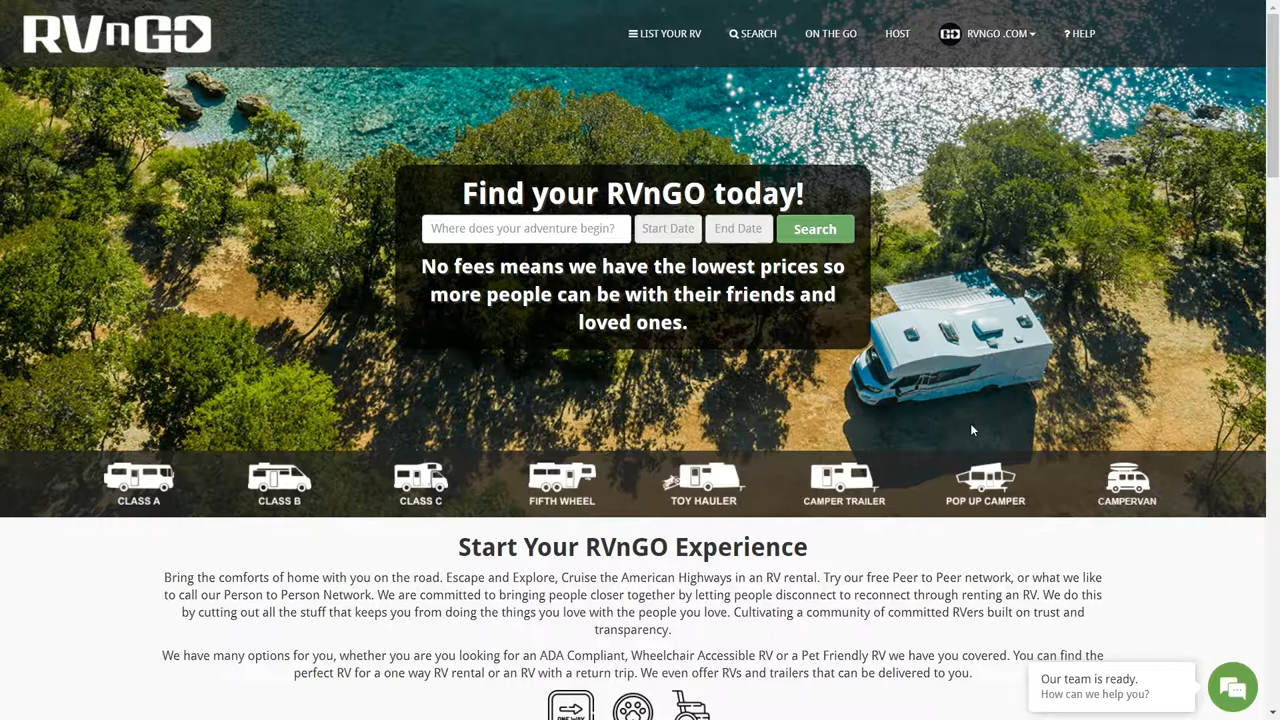 RVnGO
LIST YOUR RV
SEARCH
ON THE GO
HOST
GO
RVNGO .COM
? HELP
Find your RVnGO today!
Where does your adventure begin?
Start Date
End Date
Search
No fees means we have the lowest prices so
more people can be with their friends and
loved ones.
CLASS A
CLASS B
CLASS C
FIFTH WHEEL
TOY HAULER
CAMPER TRAILER
POP UP CAMPER
CAMPERVAN
Start Your RVnGO Experience
Bring the comforts of home with you on the road. Escape and Explore, Cruise the American Highways in an RV rental. Try our free Peer to Peer network, or what we like
to call our Person to Person Network. We are committed to bringing people closer together by letting people disconnect to reconnect through renting an RV. We do this
by cutting out all the stuff that keeps you from doing the things you love with the people you love. Cultivating a community of committed RVers built on trust and
transparency.
We have many options for you, whether you are you looking for an ADA Compliant, Wheelchair Accessible RV or a Pet Friendly RV we have you covered. You can find the
perfect RV for a one way RV rental or an RV with a return trip. We even offer RVs and trailers that can be delivered to you.
ONE WAY
Our team is ready.
How can we help you?